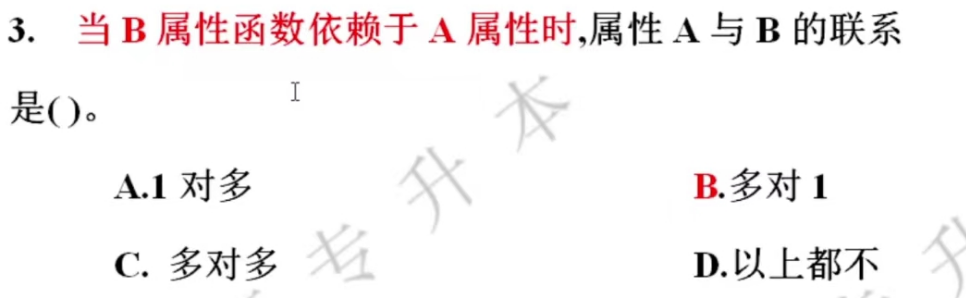 3. 当 B 属性函数依赖于 A 属性时,属性 A 与 B 的联系
是( )。
A.1 对多
B.多对 1
C. 多对多
D.以上都不
专 升 本
升